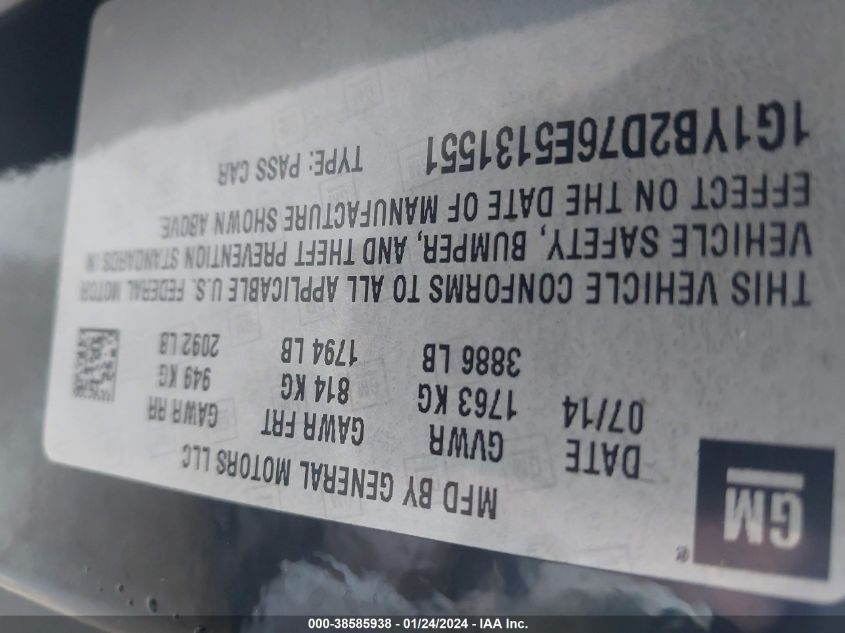 GM
®
MFD BY GENERAL MOTORS LLC
DATE GVWR GAWR FRT GAWR RR
07/14 1763 KG 814 KG 949 KG
3886 LB 1794 LB 2092 LB
THIS VEHICLE CONFORMS TO ALL APPLICABLE U.S. FEDERAL MOTOR
VEHICLE SAFETY, BUMPER, AND THEFT PREVENTION STANDARDS IN
EFFECT ON THE DATE OF MANUFACTURE SHOWN ABOVE.
1G1YB2D76E5131551 TYPE: PASS CAR
000-38585938 - 01/24/2024 - IAA Inc.